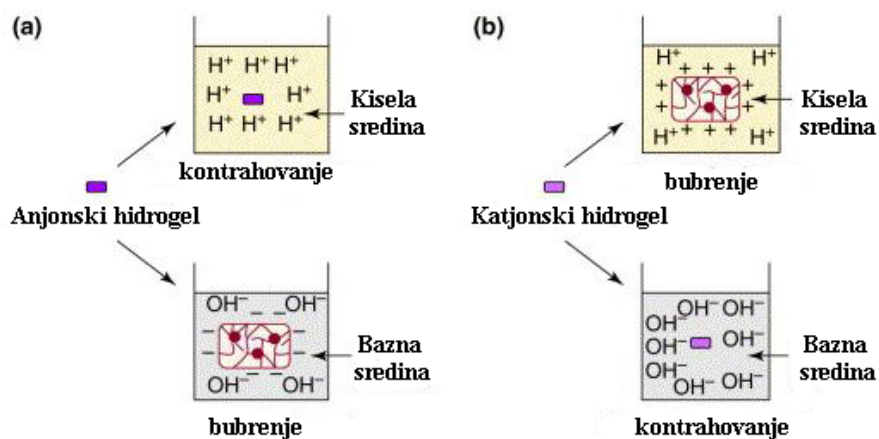 (a)
H⁺ H⁺ H⁺
H⁺ H⁺
H⁺ H⁺ H⁺
Kisela
sredina
kontrahovanje
Anjonski hidrogel
OH⁻ – – OH⁻
– –
– –
– –
OH⁻ OH⁻
Bazna
sredina
bubrenje
(b)
H⁺ + + + H⁺
+ +
+ +
H⁺ + + + H⁺
Kisela
sredina
bubrenje
Katjonski hidrogel
OH⁻ OH⁻
OH⁻
OH⁻ OH⁻
OH⁻ OH⁻ OH⁻
Bazna
sredina
kontrahovanje